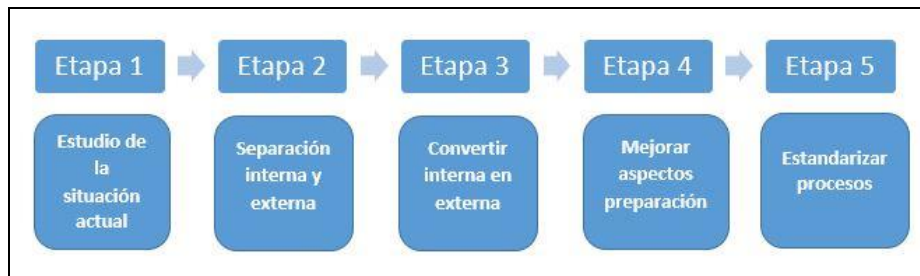 Etapa 1
Etapa 2
Etapa 3
Etapa 4
Etapa 5
Estudio de
la
situación
actual
Separación
interna y
externa
Convertir
interna en
externa
Mejorar
aspectos
preparación
Estandarizar
procesos